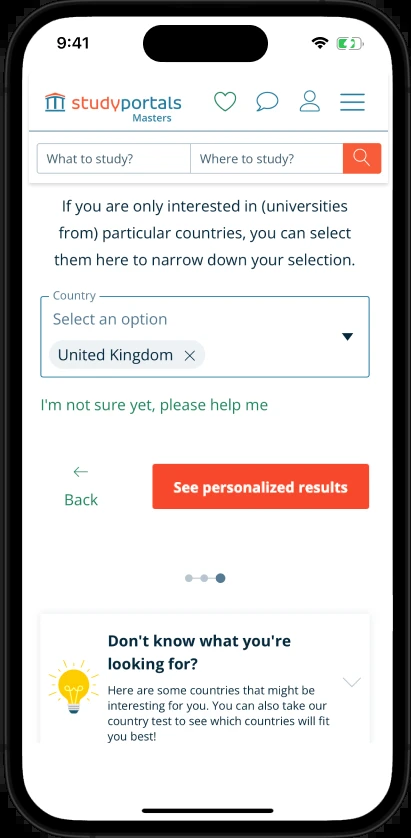 9:41
studyportals
Masters
What to study?
Where to study?
If you are only interested in (universities
from) particular countries, you can select
them here to narrow down your selection.
Country
Select an option
United Kingdom
I'm not sure yet, please help me
Back
See personalized results
Don't know what you're
looking for?
Here are some countries that might be
interesting for you. You can also take our
country test to see which countries will fit
you best!